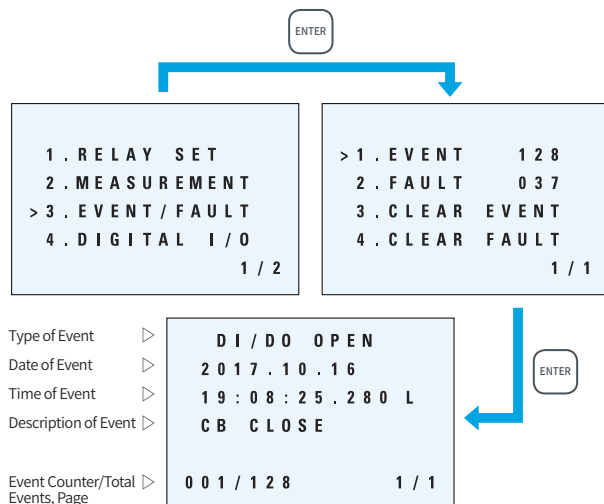 ENTER
1.RELAY SET
2.MEASUREMENT
>3.EVENT/FAULT
4.DIGITAL I/O
1/2
>1.EVENT 128
2.FAULT 037
3.CLEAR EVENT
4.CLEAR FAULT
1/1
ENTER
Type of Event ▷ DI/DO OPEN
Date of Event ▷ 2017.10.16
Time of Event ▷ 19:08:25.280 L
Description of Event ▷ CB CLOSE
Event Counter/Total ▷ 001/128 1/1
Events, Page